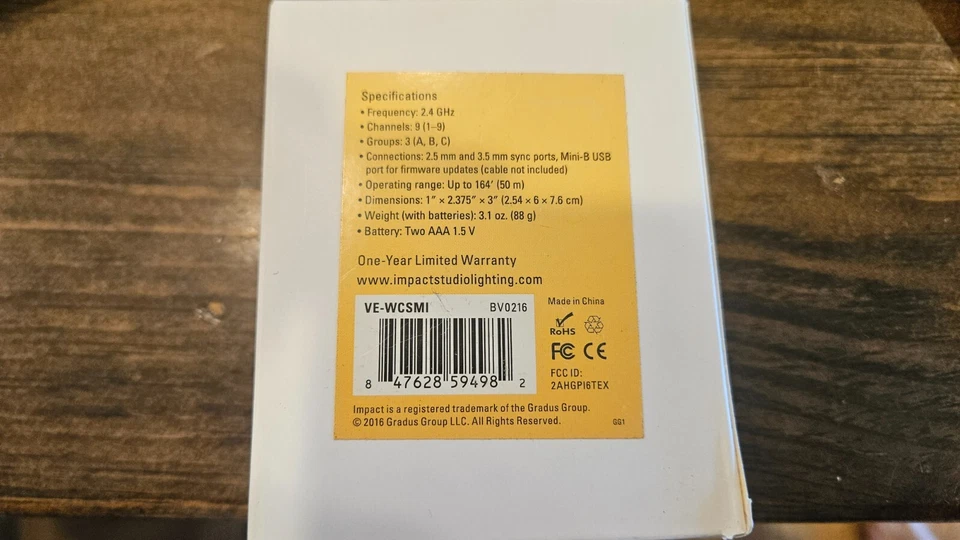 Specifications
• Frequency: 2.4 GHz
• Channels: 9 (1–9)
• Groups: 3 (A, B, C)
• Connections: 2.5 mm and 3.5 mm sync ports, Mini-B USB
port for firmware updates (cable not included)
• Operating range: Up to 164′ (50 m)
• Dimensions: 1″ × 2.375″ × 3″ (2.54 × 6 × 7.6 cm)
• Weight (with batteries): 3.1 oz. (88 g)
• Battery: Two AAA 1.5 V
One-Year Limited Warranty
www.impactstudiolighting.com
VE-WCSMI BV0216
8 47628 59498 2
Made in China
RoHS
FC CE
FCC ID:
2AHGPI6TEX
Impact is a registered trademark of the Gradus Group.
© 2016 Gradus Group LLC. All Rights Reserved. GG1